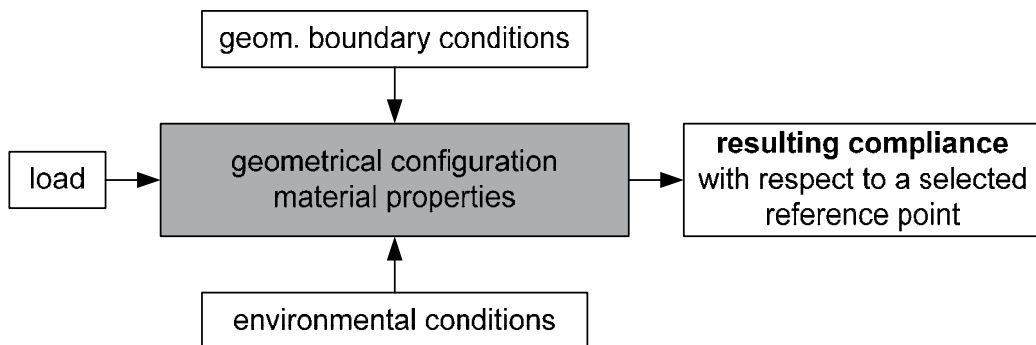 geom. boundary conditions
load
geometrical configuration
material properties
resulting compliance
with respect to a selected
reference point
environmental conditions